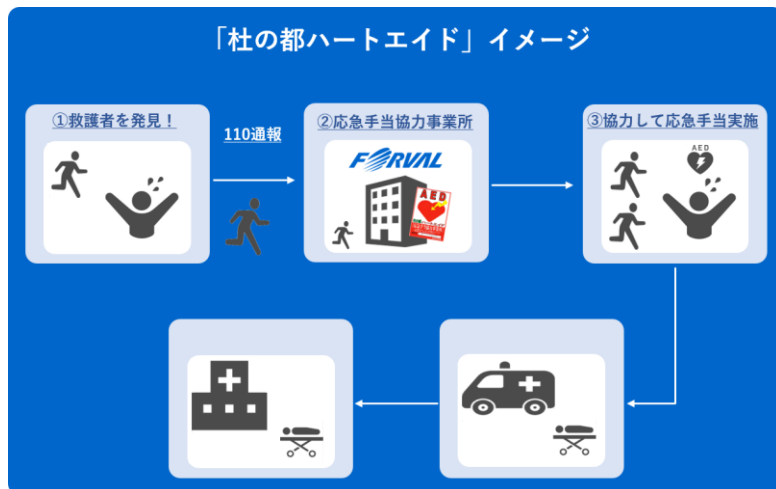 「杜の都ハートエイド」イメージ
①救護者を発見!
110通報
②応急手当協力事業所
FORVAL
AED
③協力して応急手当実施
AED